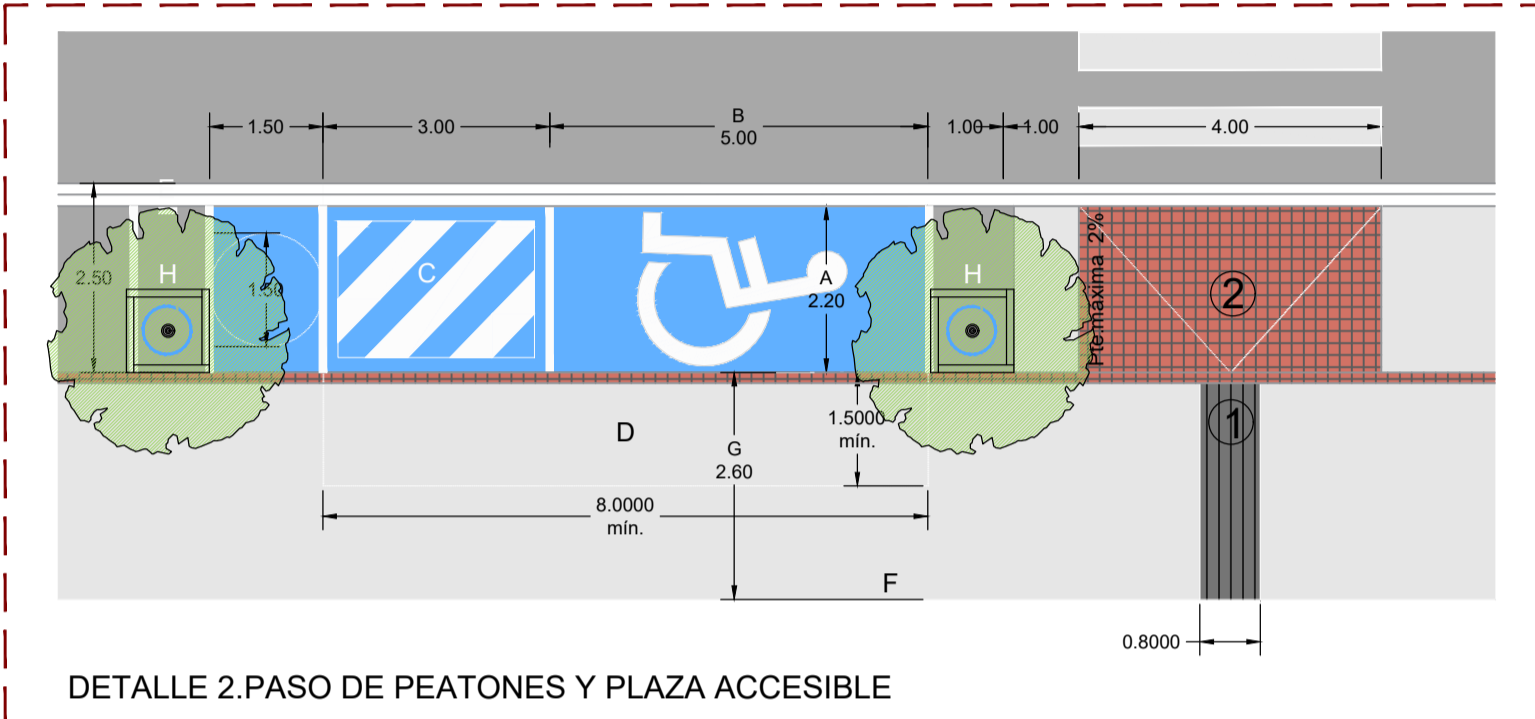 B
1.50
3.00
5.00
1.00
1.00
4.00
2.50
H
1.50
C
A
2.20
H
Pte.máxima 2%
2
D
G
2.60
1.5000
mín.
1
8.0000
mín.
F
0.8000
DETALLE 2.PASO DE PEATONES Y PLAZA ACCESIBLE